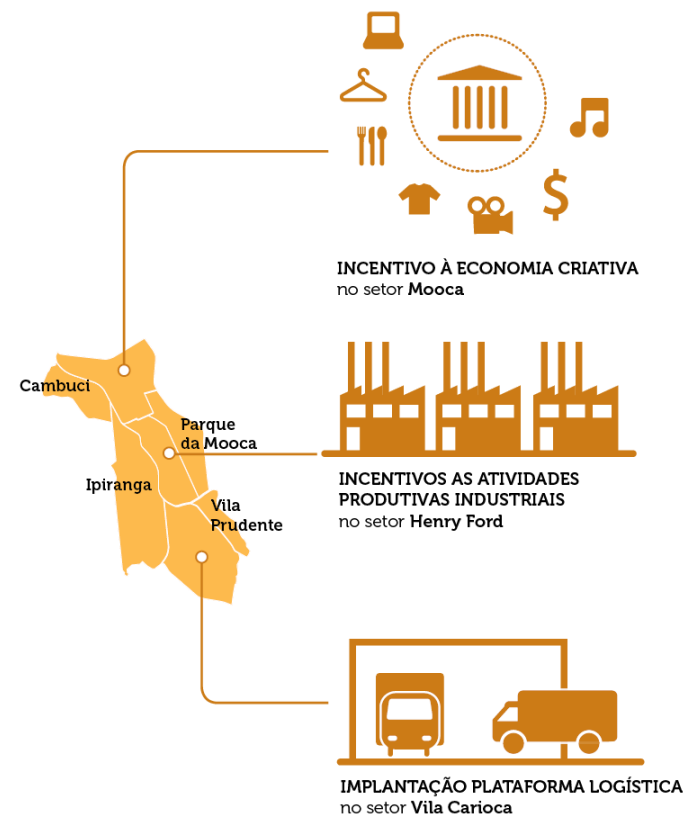 INCENTIVO À ECONOMIA CRIATIVA
no setor Mooca
Cambuci
Parque
da Mooca
Ipiranga
Vila
Prudente
INCENTIVOS AS ATIVIDADES
PRODUTIVAS INDUSTRIAIS
no setor Henry Ford
IMPLANTAÇÃO PLATAFORMA LOGÍSTICA
no setor Vila Carioca